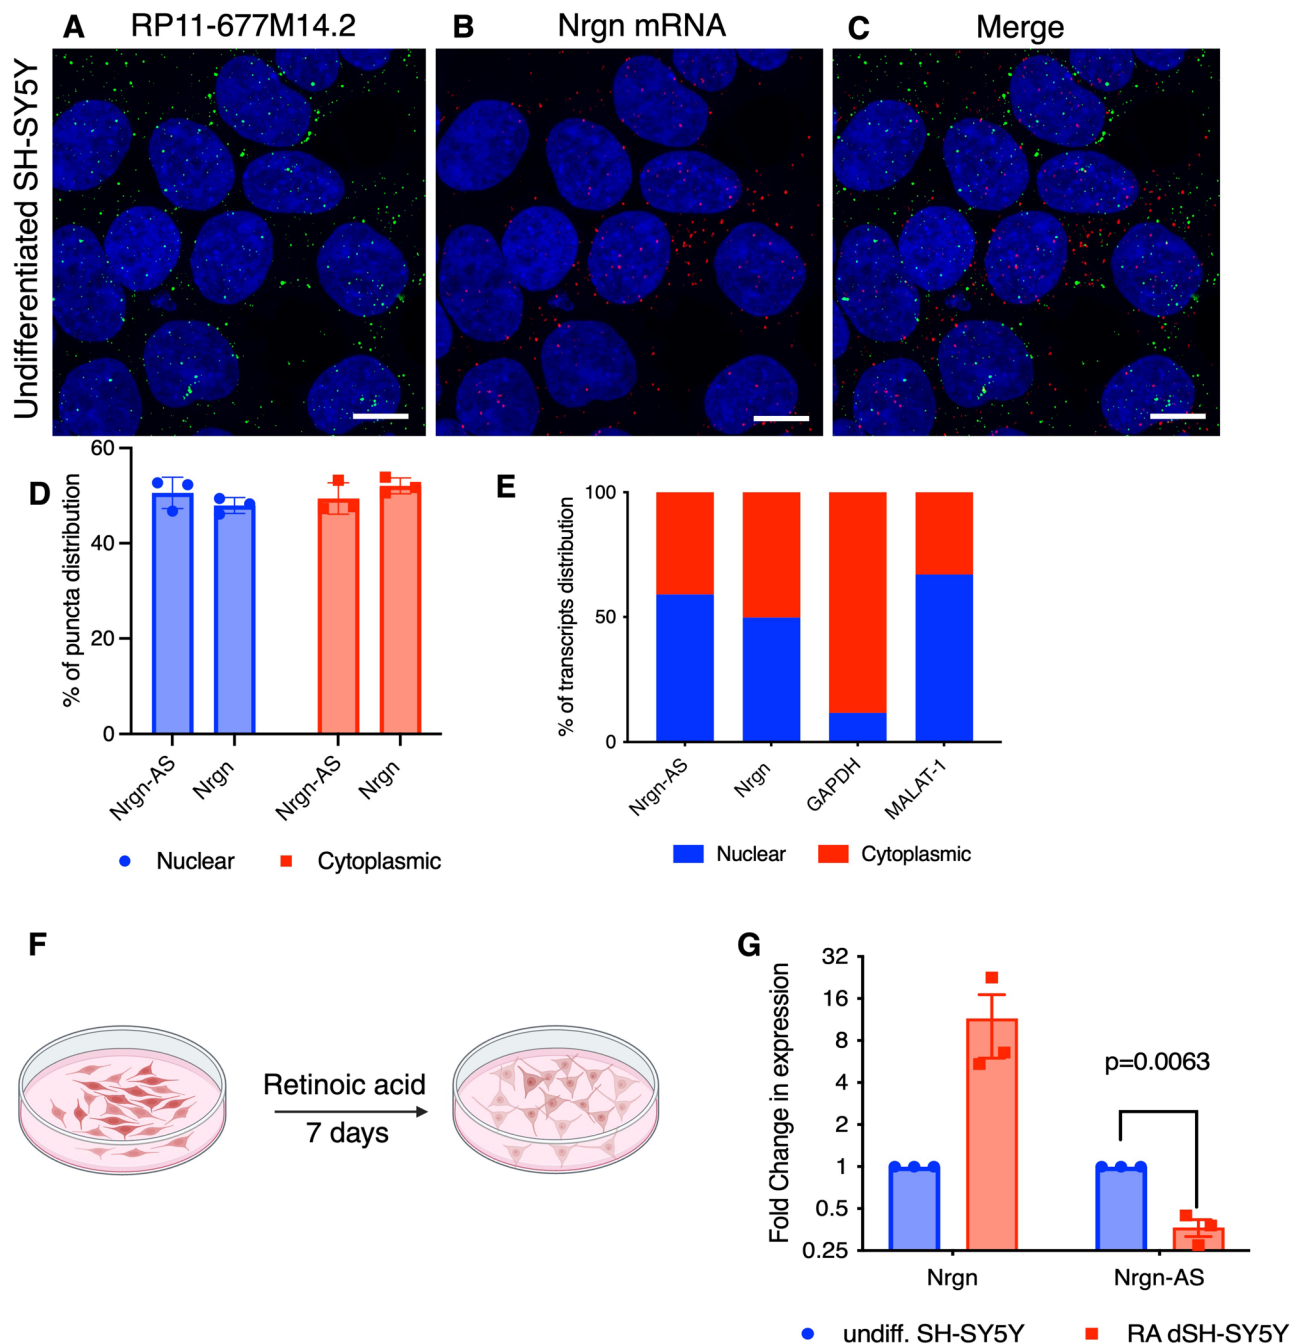 A RP11-677M14.2
B Nrgn mRNA
C Merge
Undifferentiated SH-SY5Y
D
% of puncta distribution
60
40
20
0
Nrgn-AS
Nrgn
Nrgn-AS
Nrgn
Nuclear
Cytoplasmic
E
% of transcripts distribution
100
50
0
Nrgn-AS
Nrgn
GAPDH
MALAT-1
Nuclear
Cytoplasmic
F
Retinoic acid
7 days
G
Fold Change in expression
32
16
8
4
2
1
0.5
0.25
p=0.0063
Nrgn
Nrgn-AS
undiff. SH-SY5Y
RA dSH-SY5Y